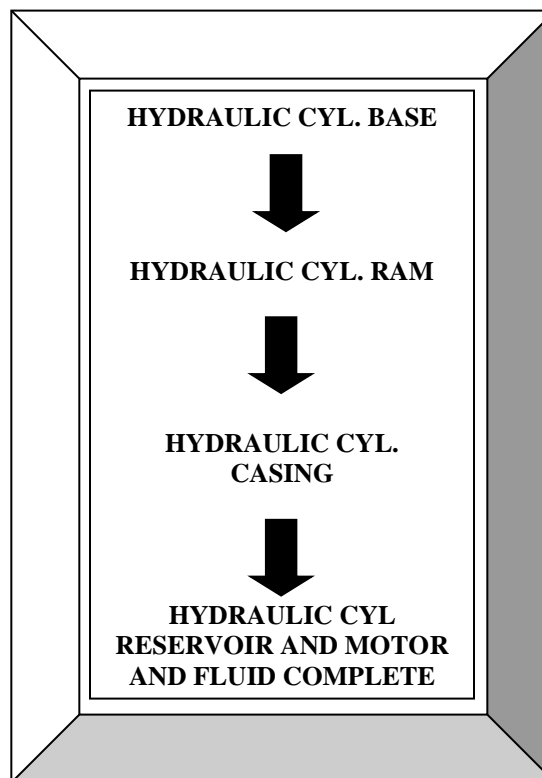 HYDRAULIC CYL. BASE
HYDRAULIC CYL. RAM
HYDRAULIC CYL.
CASING
HYDRAULIC CYL
RESERVOIR AND MOTOR
AND FLUID COMPLETE